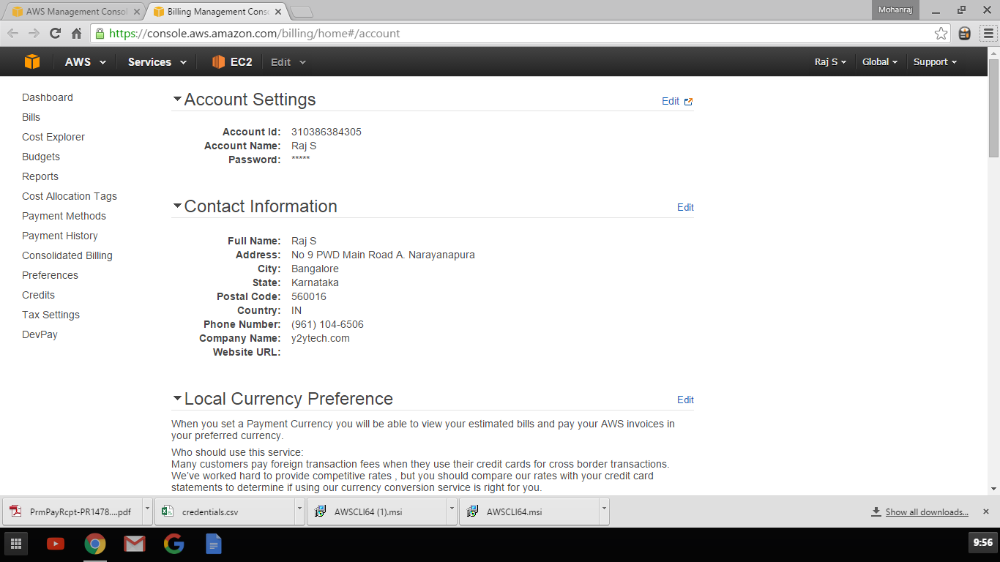 AWS Management Consol
Billing Management Conso
Mohanraj
https://console.aws.amazon.com/billing/home#/account
AWS Services EC2 Edit Raj S Global Support
Dashboard
Bills
Cost Explorer
Budgets
Reports
Cost Allocation Tags
Payment Methods
Payment History
Consolidated Billing
Preferences
Credits
Tax Settings
DevPay
Account Settings Edit
Account Id: 310386384305
Account Name: Raj S
Password: *****
Contact Information Edit
Full Name: Raj S
Address: No 9 PWD Main Road A. Narayanapura
City: Bangalore
State: Karnataka
Postal Code: 560016
Country: IN
Phone Number: (961) 104-6506
Company Name: y2ytech.com
Website URL:
Local Currency Preference Edit
When you set a Payment Currency you will be able to view your estimated bills and pay your AWS invoices in
your preferred currency.
Who should use this service:
Many customers pay foreign transaction fees when they use their credit cards for cross border transactions.
We've worked hard to provide competitive rates , but you should compare our rates with your credit card
statements to determine if using our currency conversion service is right for you.
PrmPayRcpt-PR1478....pdf
credentials.csv
AWSCLI64 (1).msi
AWSCLI64.msi
Show all downloads...
9:56